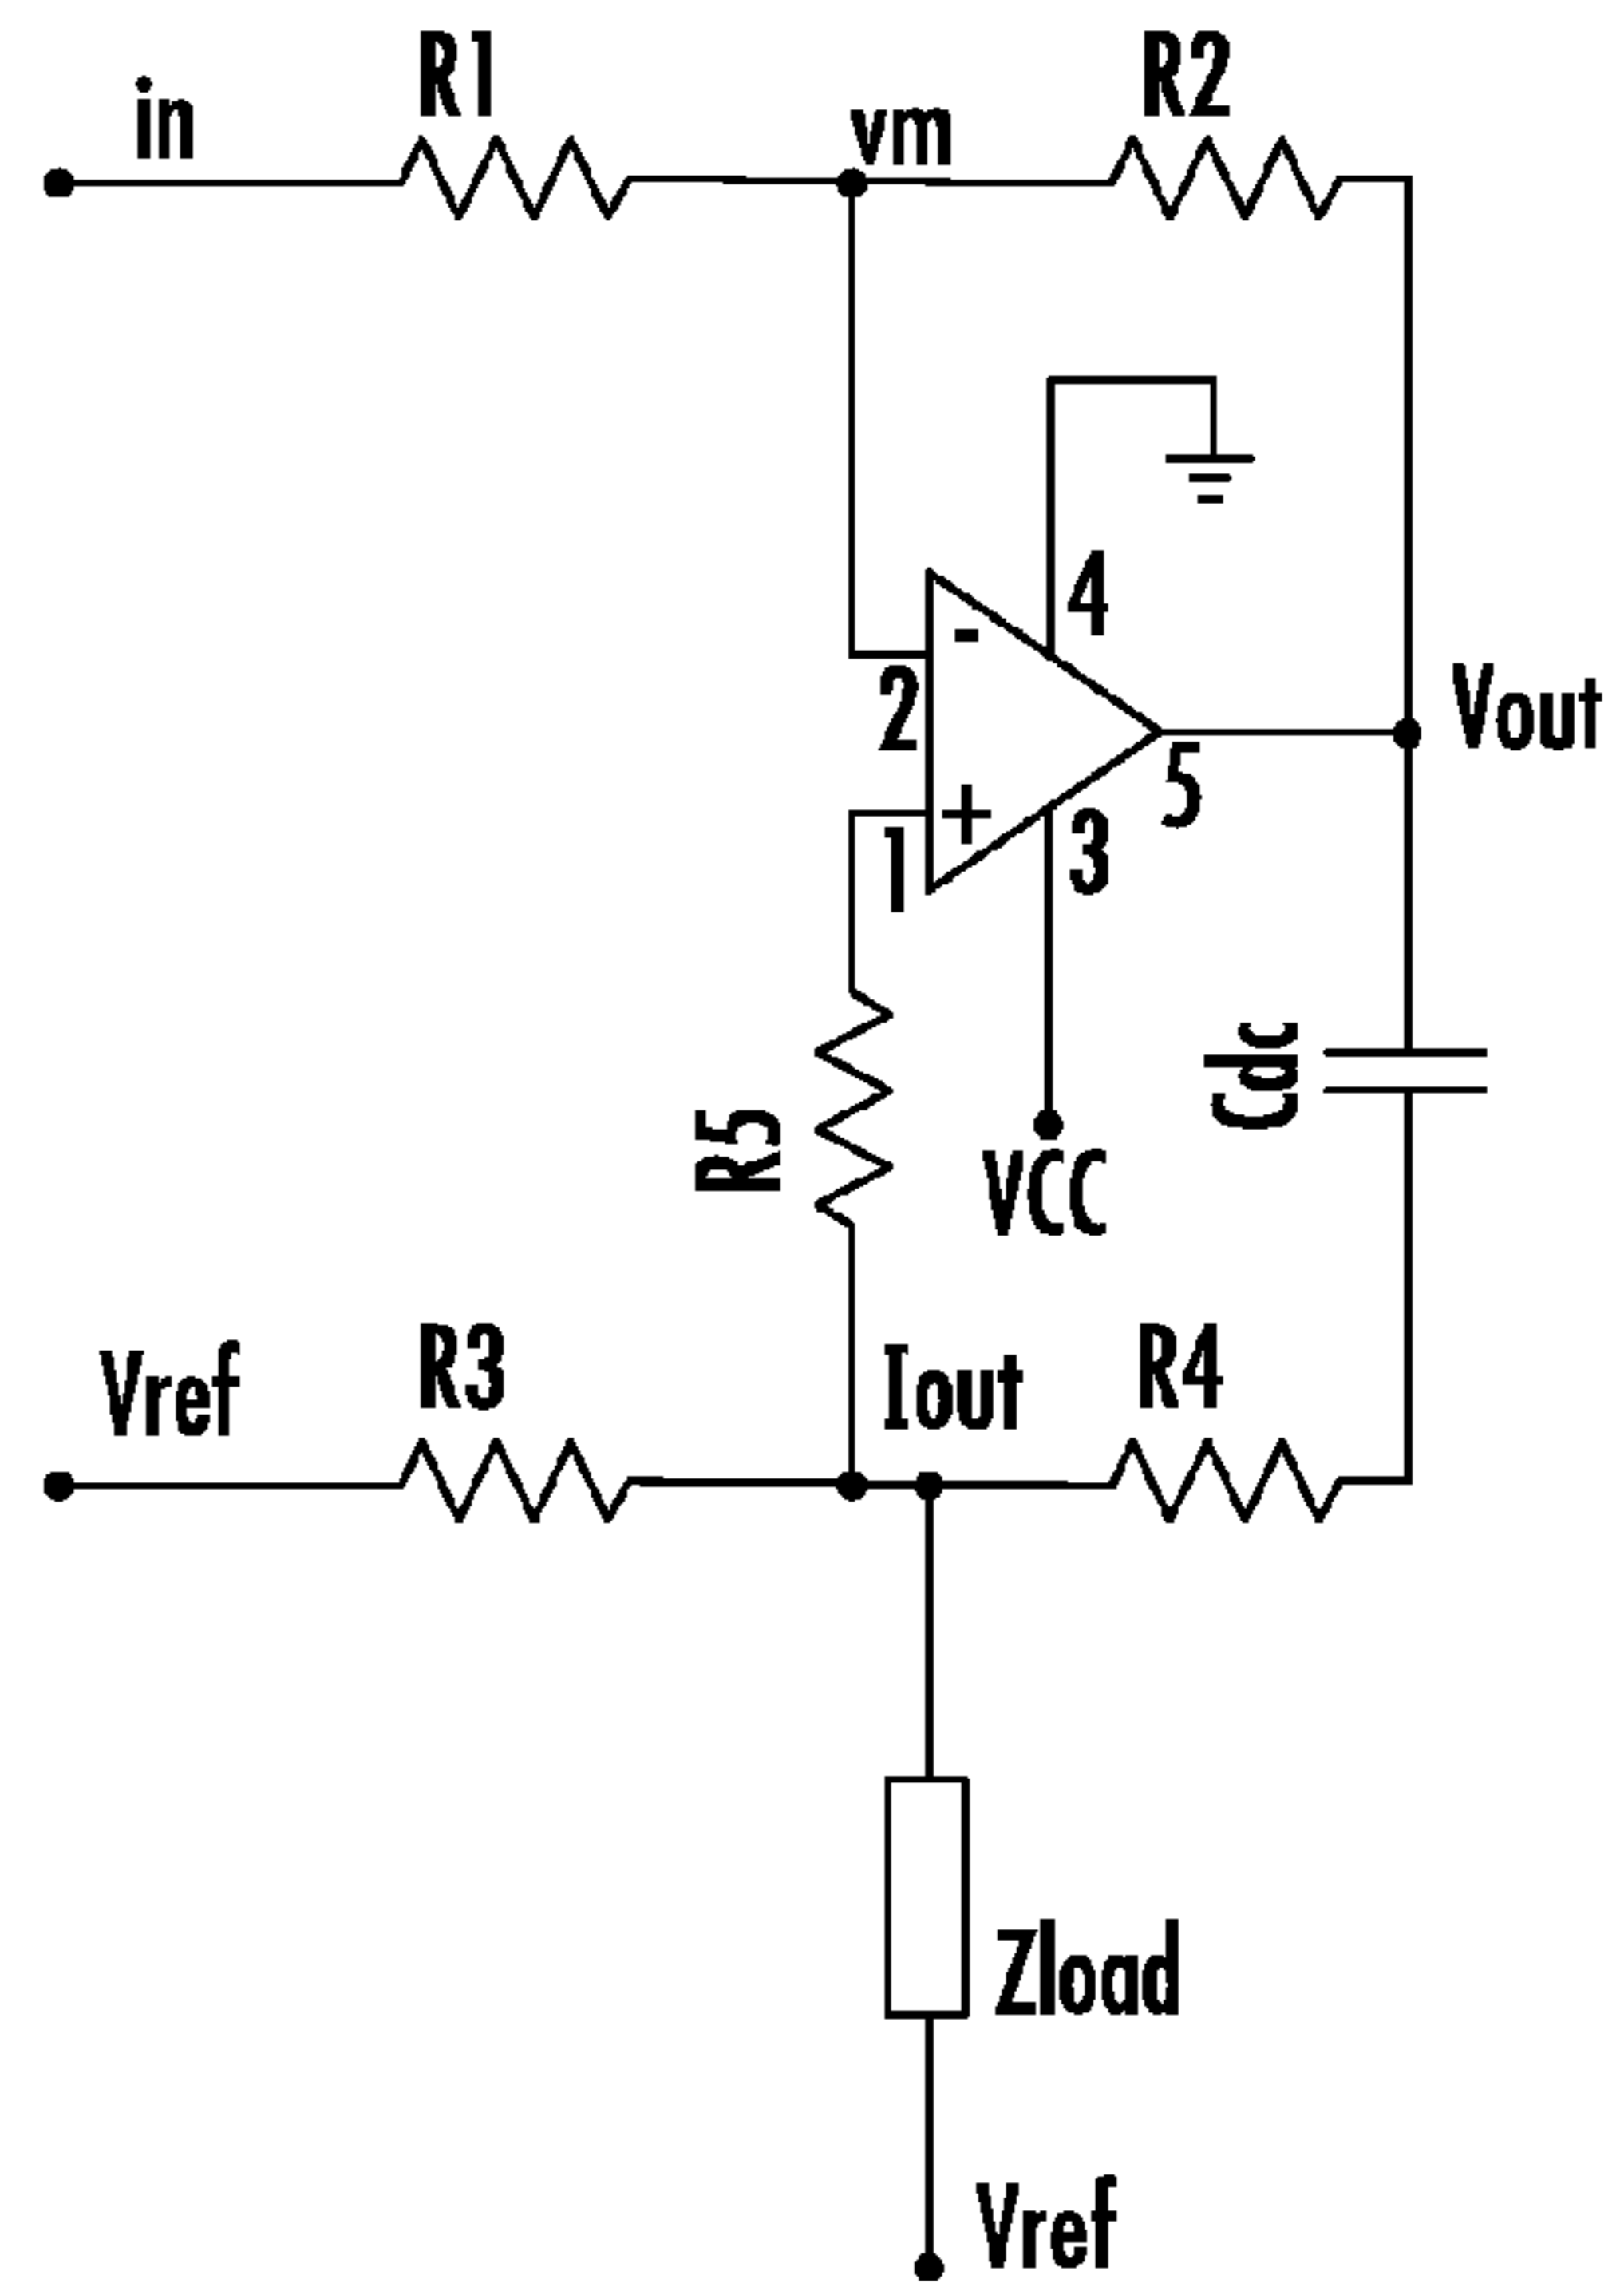 in
R1
vm
R2
4
-
2
Vout
5
+
1
3
Cdc
R5
VCC
Vref
R3
Iout
R4
Zload
Vref